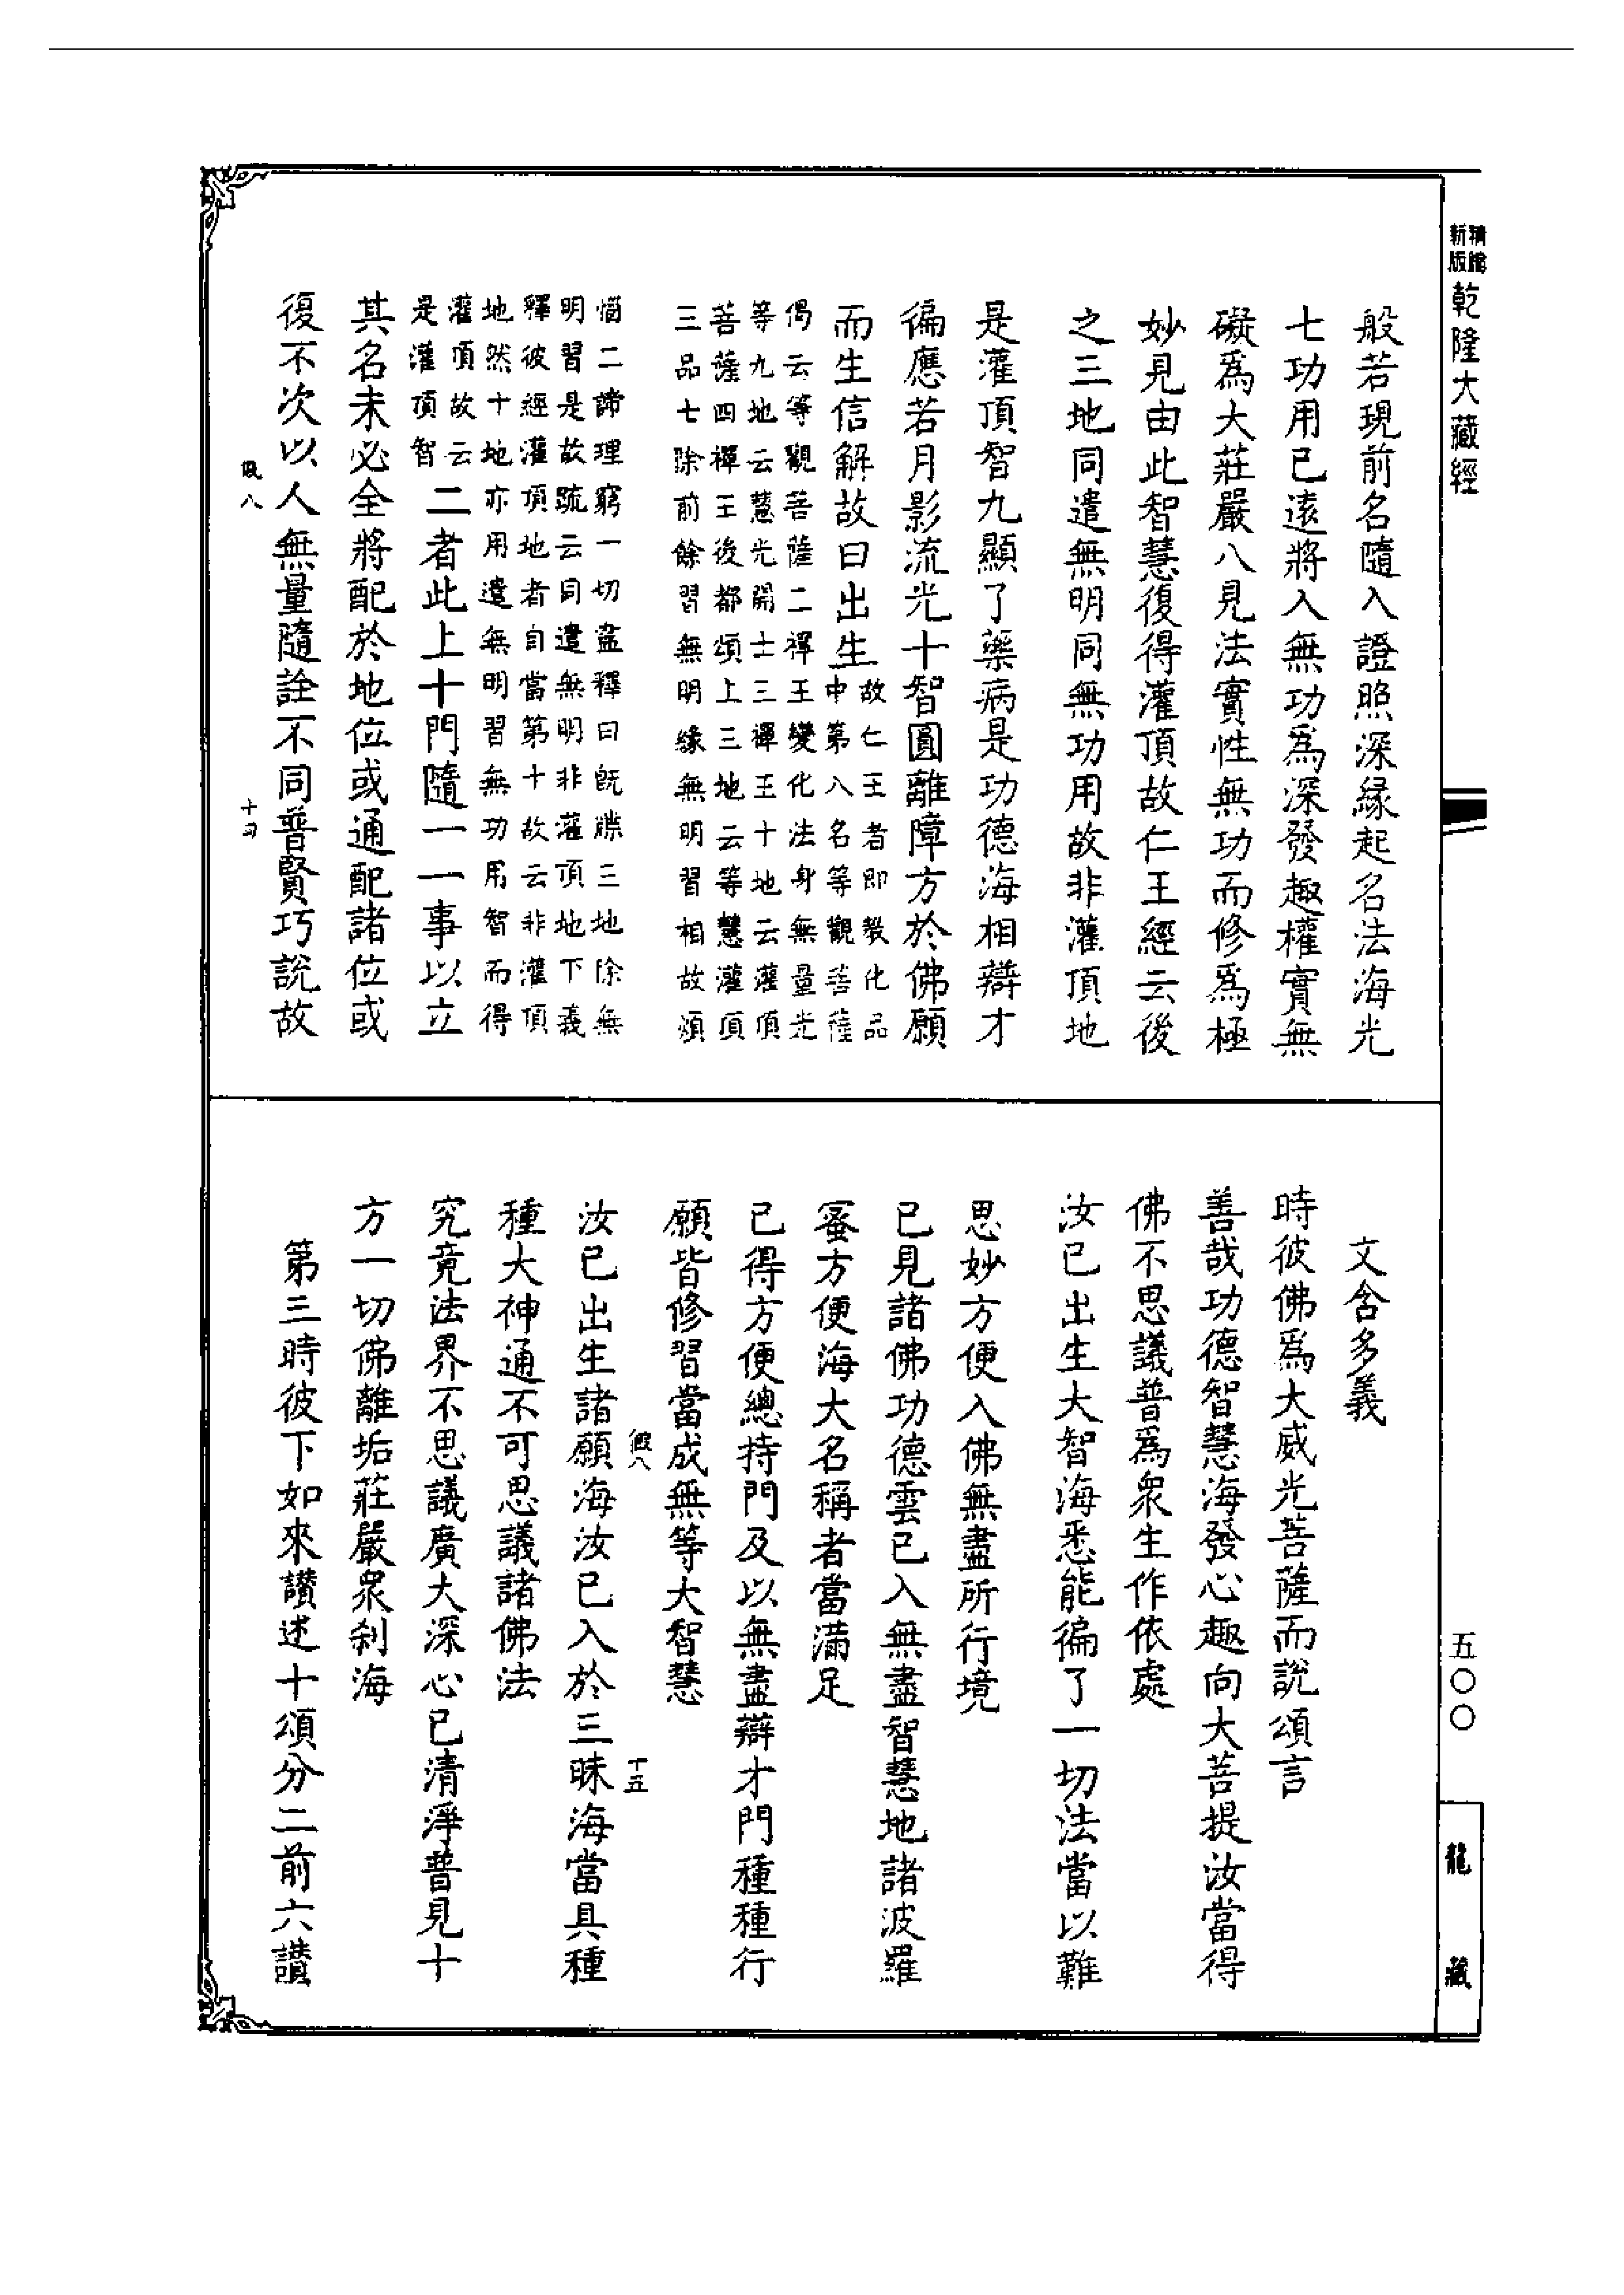 精鐫
新版
乾隆大藏經
般若現前名隨入證照深緣起名法海光
七功用已遠將入無功爲深發趣權實無
礙爲大莊嚴八見法實性無功而修爲極
妙見由此智慧復得灌頂故仁王經云後
之三地同遣無明同無功用故非灌頂地
是灌頂智九顯了藥病是功德海相辯才
徧應若月影流光十智圓離障方於佛願
而生信解故曰出生故仁王者即教化品
中第八名等觀菩薩
偈云等觀菩薩二禪王變化法身無量光
等九地云慧光開士三禪王十地云灌頂
菩薩四禪王後都頌上三地云等慧灌頂
三品七除前餘習無明緣無明習相故煩
惱二諦理窮一切盡釋曰既牒三地除無
明習是故疏云同遣無明非灌頂地下義
釋彼經灌頂地者自當第十故云非灌頂
地然十地亦用遣無明習無功用智而得
灌頂故云
是灌頂智二者此上十門隨一一事以立
其名未必全將配於地位或通配諸位或
復不次以人無量隨詮不同普賢巧說故
假八 十四
文含多義
時彼佛爲大威光菩薩而說頌言
善哉功德智慧海發心趣向大菩提汝當得
佛不思議普爲衆生作依處
汝已出生大智海悉能徧了一切法當以難
思妙方便入佛無盡所行境
已見諸佛功德雲已入無盡智慧地諸波羅
蜜方便海大名稱者當滿足
已得方便總持門及以無盡辯才門種種行
願皆修習當成無等大智慧
假八 十五
汝已出生諸願海汝已入於三昧海當具種
種大神通不可思議諸佛法
究竟法界不思議廣大深心已清淨普見十
方一切佛離垢莊嚴衆刹海
第三時彼下如來讚述十頌分二前六讚
五〇〇
龍藏